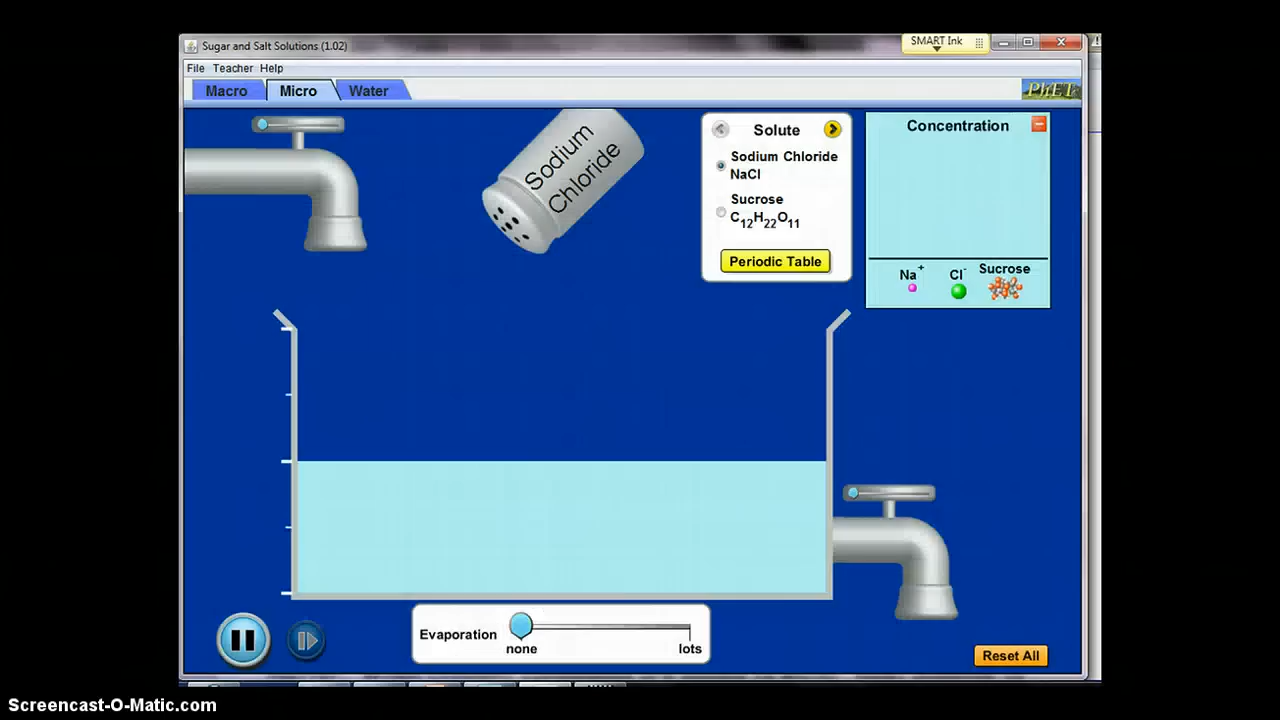 Sugar and Salt Solutions (1.02)
SMART Ink
File Teacher Help
Macro Micro Water
PhET
Sodium
Chloride
Solute
Sodium Chloride
NaCl
Sucrose
C12H22O11
Periodic Table
Concentration
Na+ Cl- Sucrose
Evaporation
none lots
Reset All
Screencast-O-Matic.com